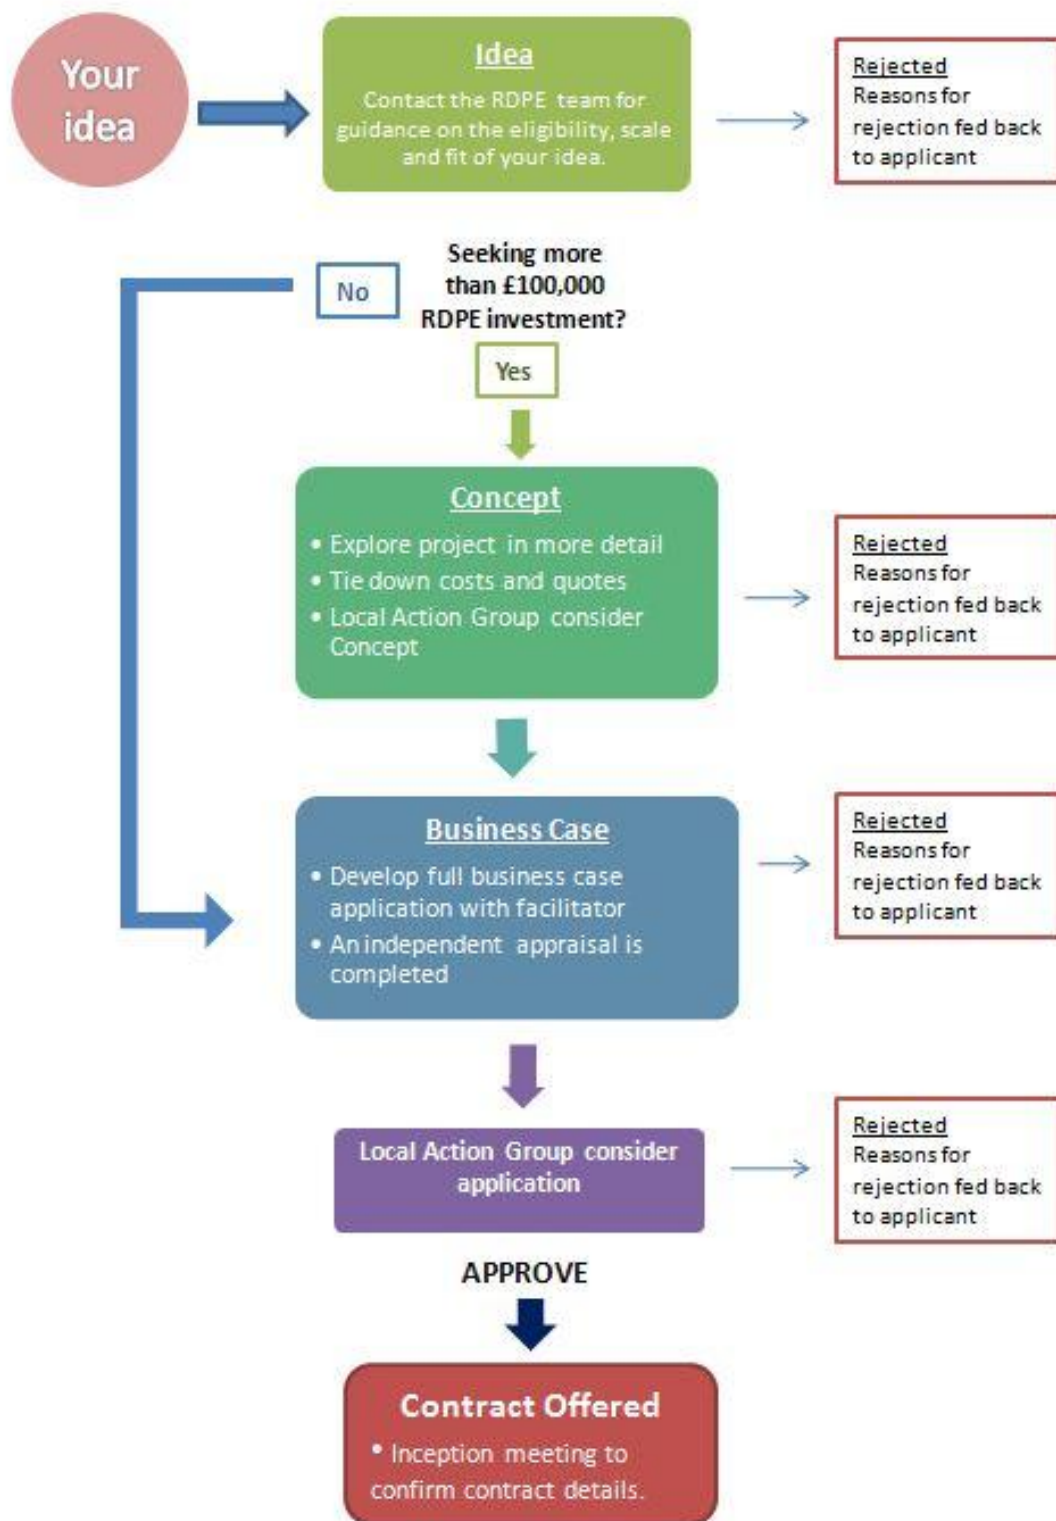 Your
idea
Idea
Contact the RDPE team for
guidance on the eligibility, scale
and fit of your idea.
Rejected
Reasons for
rejection fed back
to applicant
Seeking more
than £100,000
RDPE investment?
No
Yes
Concept
• Explore project in more detail
• Tie down costs and quotes
• Local Action Group consider
Concept
Rejected
Reasons for
rejection fed back
to applicant
Business Case
• Develop full business case
application with facilitator
• An independent appraisal is
completed
Rejected
Reasons for
rejection fed back
to applicant
Local Action Group consider
application
Rejected
Reasons for
rejection fed back
to applicant
APPROVE
Contract Offered
• Inception meeting to
confirm contract details.